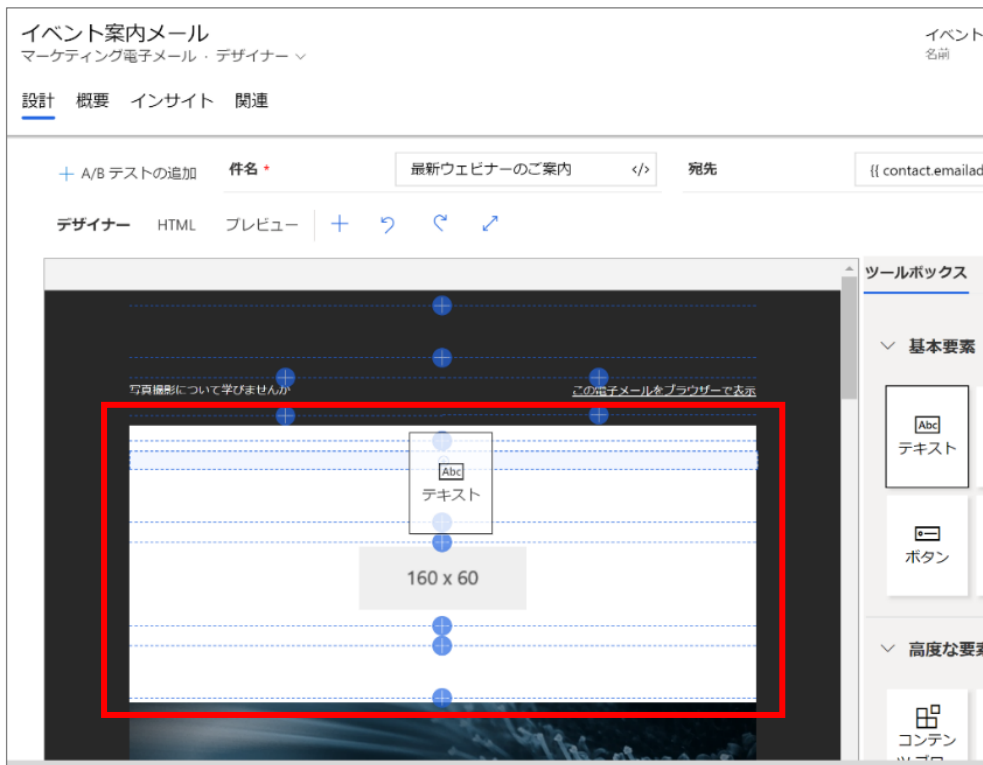 イベント案内メール
マーケティング電子メール · デザイナー
イベント
名前
設計 概要 インサイト 関連
A/B テストの追加
件名 *
最新ウェビナーのご案内 </>
宛先
{{ contact.emailad
デザイナー HTML プレビュー
ツールボックス
基本要素
写真撮影について学びませんか
この電子メールをブラウザーで表示
Abc
テキスト
Abc
テキスト
160 x 60
ボタン
高度な要素
コンテン
ツ ブロ